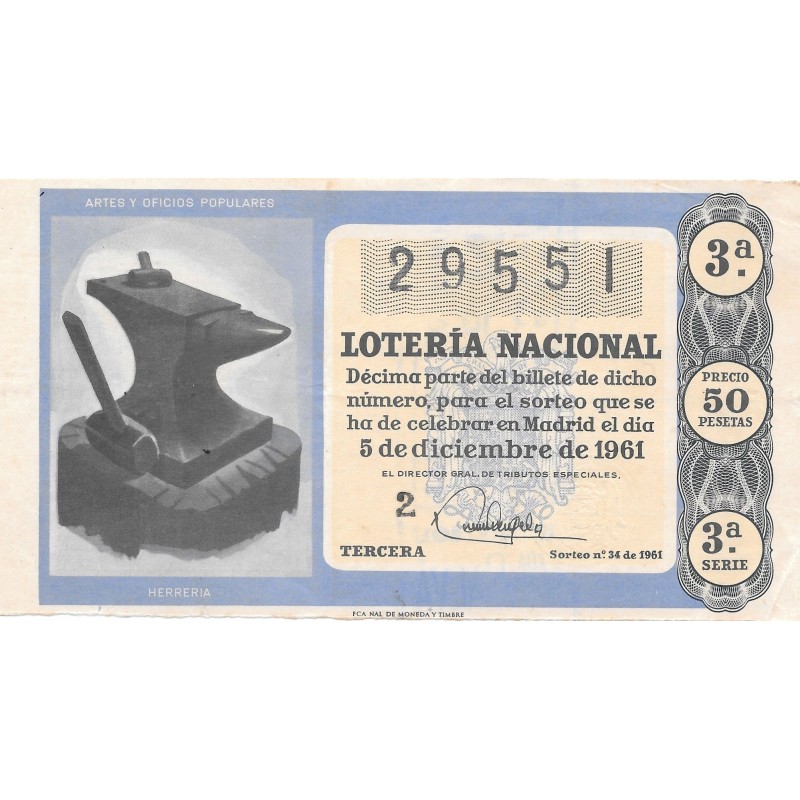 ARTES Y OFICIOS POPULARES
HERRERIA
29551
LOTERÍA NACIONAL
Décima parte del billete de dicho
número, para el sorteo que se
ha de celebrar en Madrid el día
5 de diciembre de 1961
EL DIRECTOR GRAL. DE TRIBUTOS ESPECIALES,
2
TERCERA
Sorteo nº 34 de 1961
3ª.
PRECIO
50
PESETAS
3ª.
SERIE
FCA NAL DE MONEDA Y TIMBRE